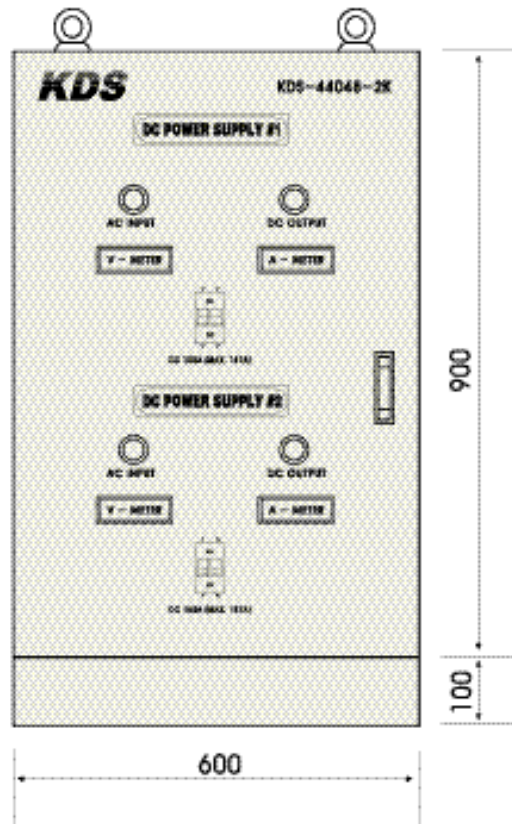 KDS KDS-44048-2K
DC POWER SUPPLY #1
AC INPUT DC OUTPUT
V - METER A - METER
DC POWER SUPPLY #2
AC INPUT DC OUTPUT
V - METER A - METER
900
100
600